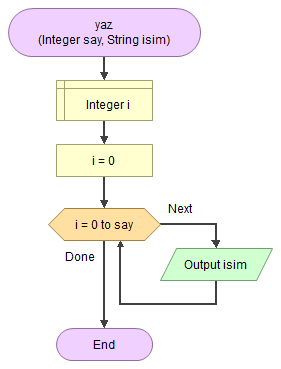 yaz
(Integer say, String isim)
Integer i
i = 0
i = 0 to say
Next
Done
Output isim
End